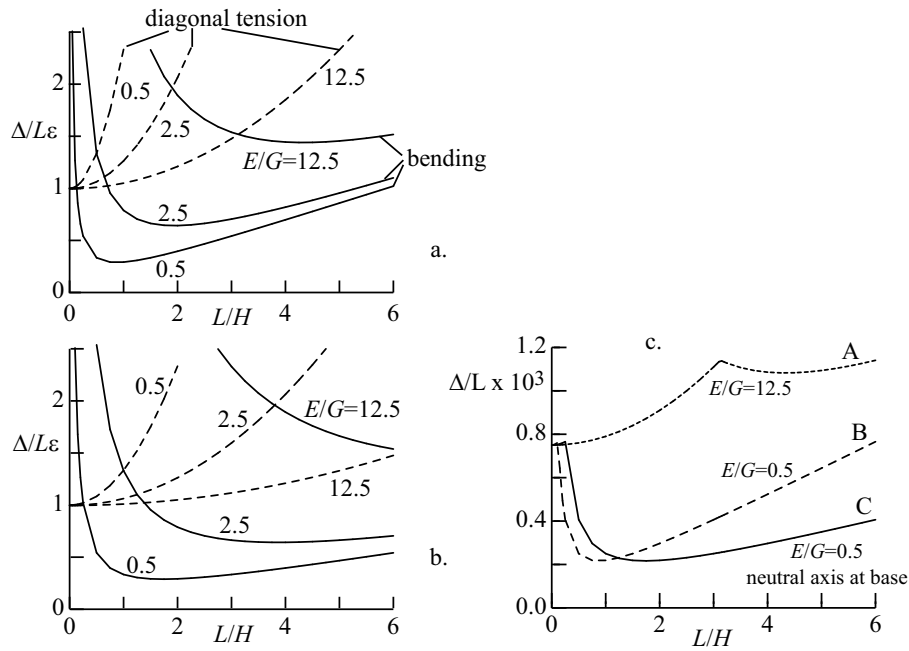 diagonal tension
2
0.5
2.5
12.5
Δ/Lε
E/G=12.5
1
bending
2.5
0.5
a.
0
0 2 4 6
L/H
2
0.5
2.5
E/G=12.5
Δ/Lε
12.5
1
2.5
0.5
b.
0
0 2 4 6
L/H
c.
1.2
A
Δ/L x 10³
E/G=12.5
0.8
B
E/G=0.5
0.4
C
E/G=0.5
neutral axis at base
0.0
0 2 4 6
L/H